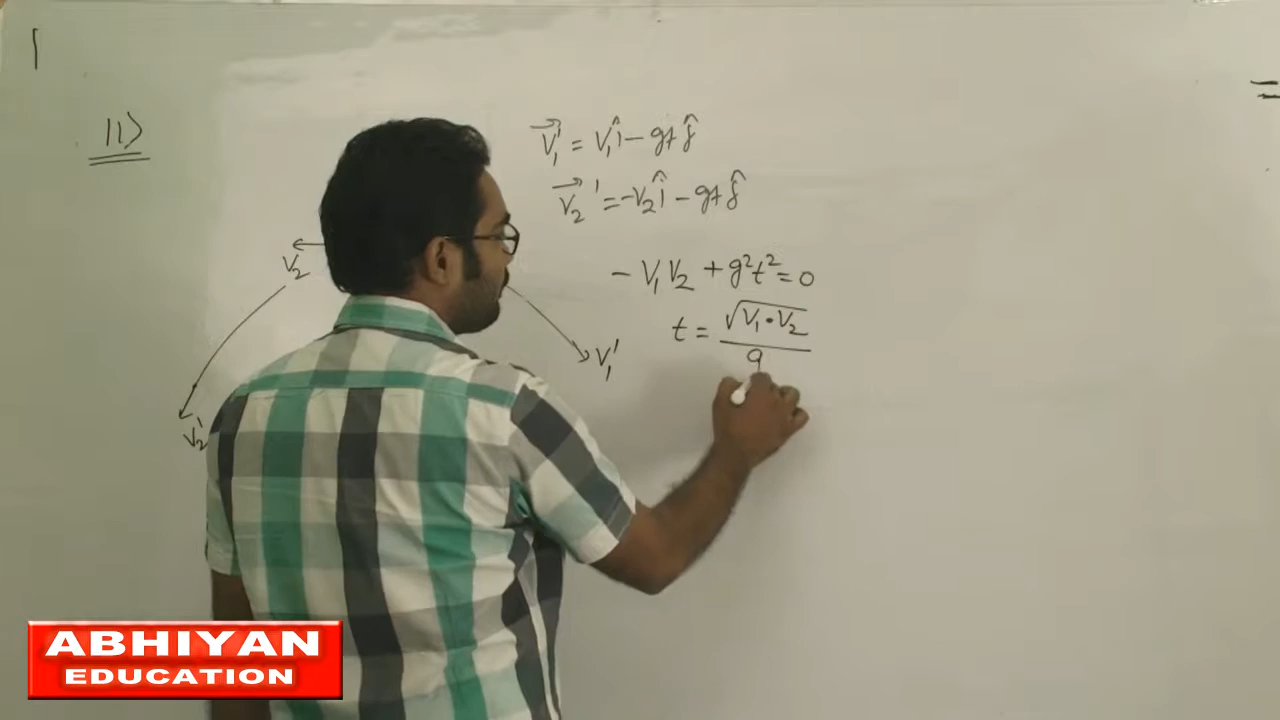 11)
V₁' = V₁î - gt ĵ
V₂' = -V₂î - gt ĵ
V₂
- V₁V₂ + g²t² = 0
t = √V₁·V₂ / g
V₁'
V₂'
ABHIYAN
EDUCATION